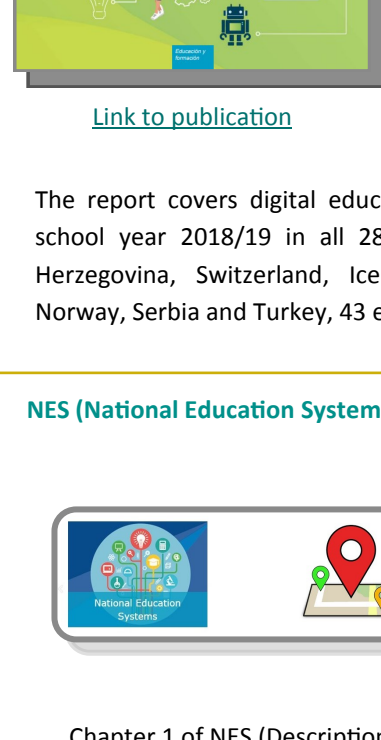 Educación y
formación
Link to publication
The report covers digital educ
school year 2018/19 in all 28
Herzegovina, Switzerland, Ice
Norway, Serbia and Turkey, 43 e
NES (National Education System
National Education
Systems
Chapter 1 of NES (Description